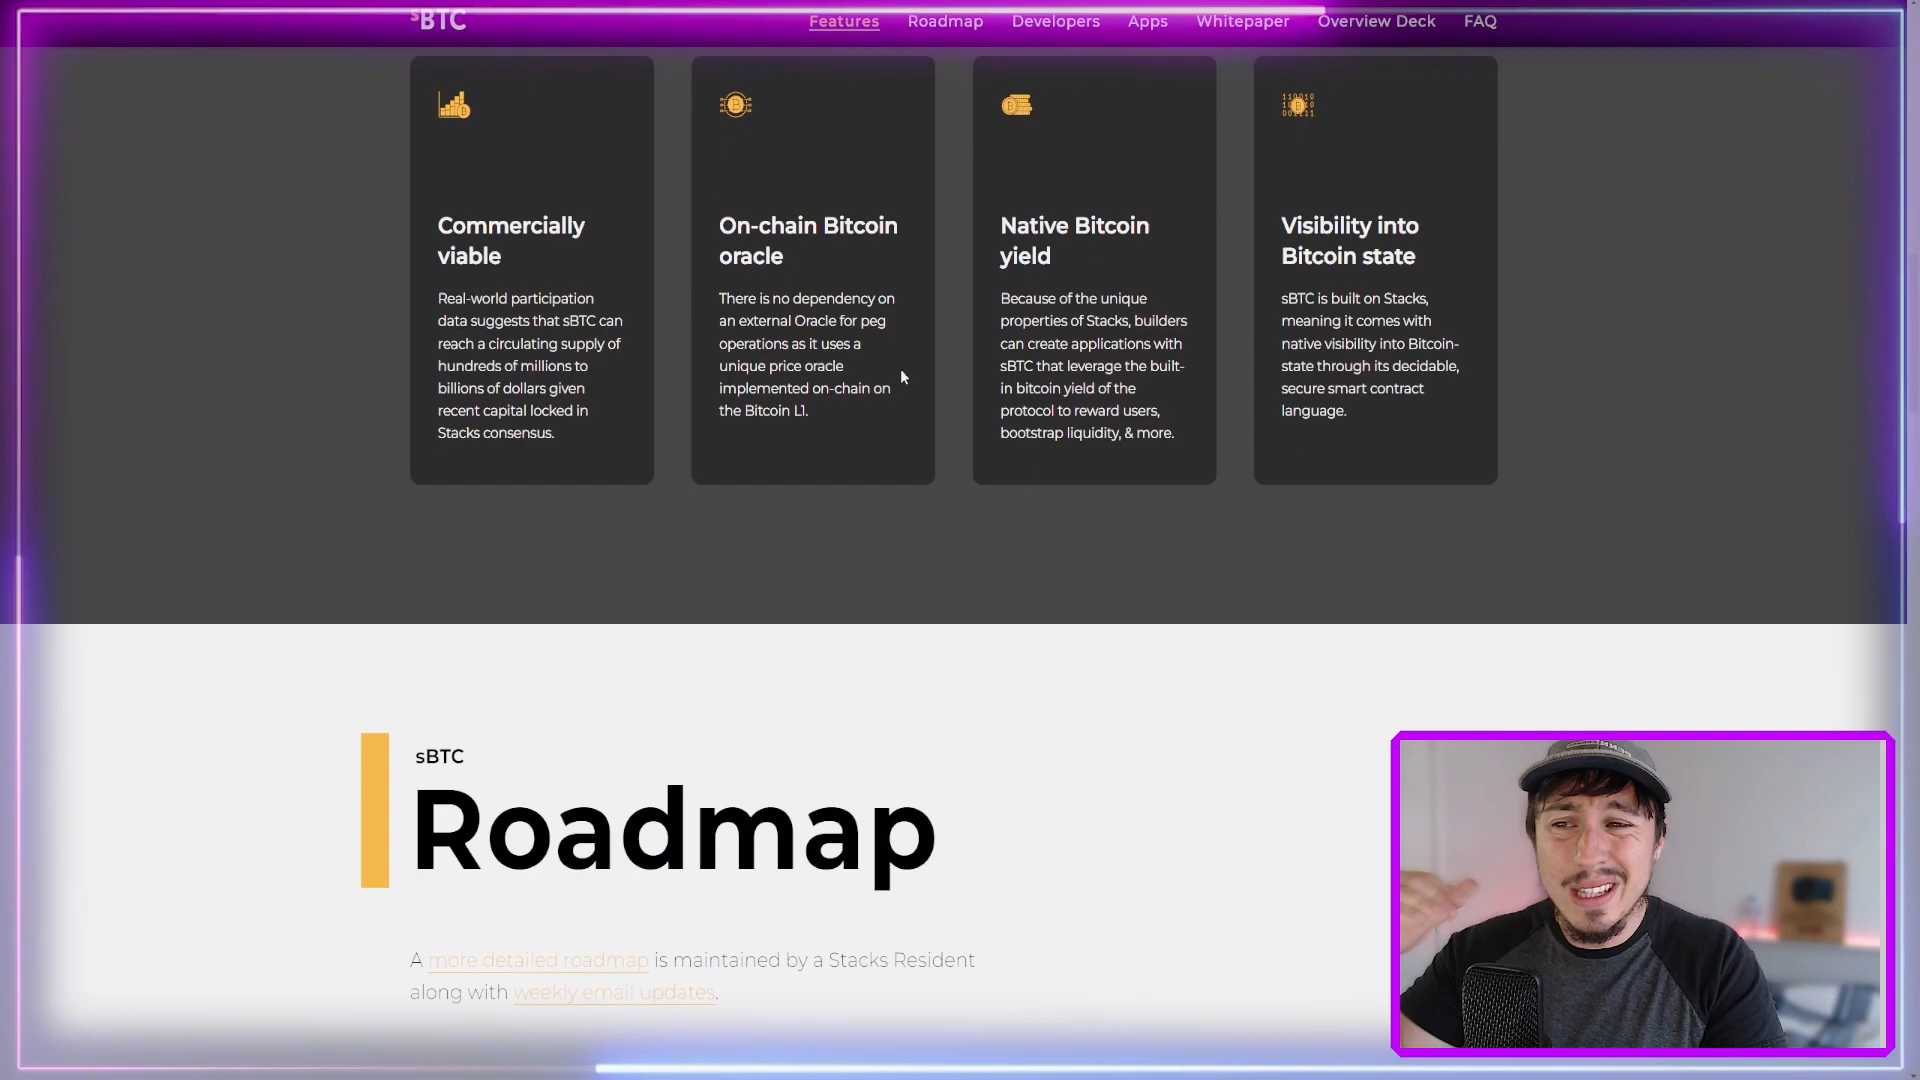 sBTC
Features Roadmap Developers Apps Whitepaper Overview Deck FAQ
Commercially
viable
Real-world participation
data suggests that sBTC can
reach a circulating supply of
hundreds of millions to
billions of dollars given
recent capital locked in
Stacks consensus.
On-chain Bitcoin
oracle
There is no dependency on
an external Oracle for peg
operations as it uses a
unique price oracle
implemented on-chain on
the Bitcoin L1.
Native Bitcoin
yield
Because of the unique
properties of Stacks, builders
can create applications with
sBTC that leverage the built-
in bitcoin yield of the
protocol to reward users,
bootstrap liquidity, & more.
Visibility into
Bitcoin state
sBTC is built on Stacks,
meaning it comes with
native visibility into Bitcoin-
state through its decidable,
secure smart contract
language.
sBTC
Roadmap
A more detailed roadmap is maintained by a Stacks Resident
along with weekly email updates.